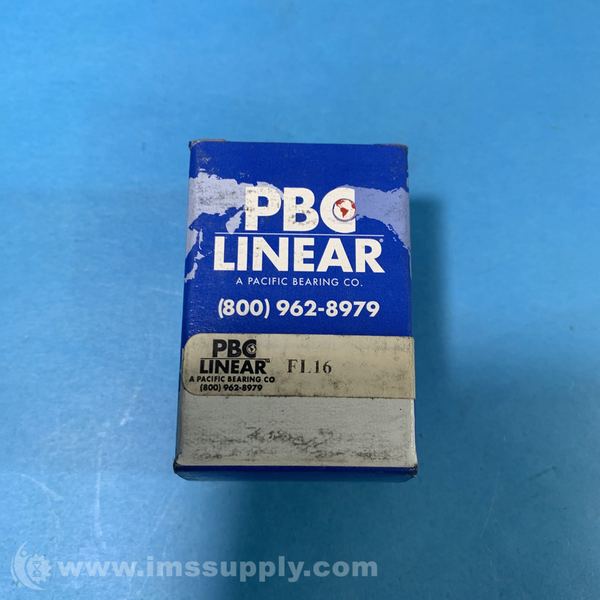 PBC
LINEAR®
A PACIFIC BEARING CO.
(800) 962-8979
PBC
LINEAR™
FL16
A PACIFIC BEARING CO
(800) 962-8979
www.imssupply.com